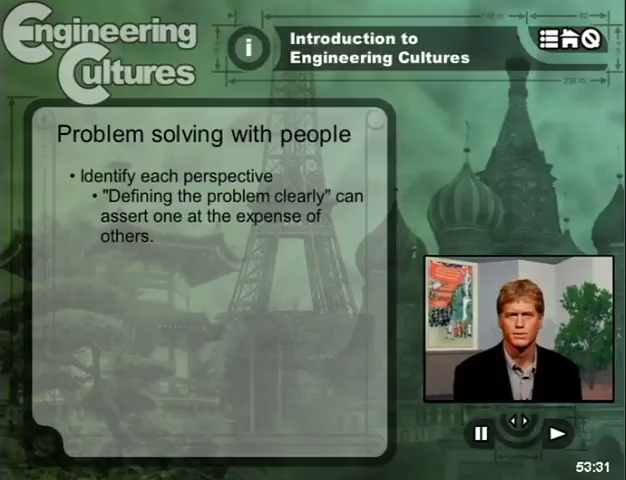 Engineering
Cultures
i
Introduction to
Engineering Cultures
Problem solving with people
• Identify each perspective
• "Defining the problem clearly" can
assert one at the expense of
others.
53:31